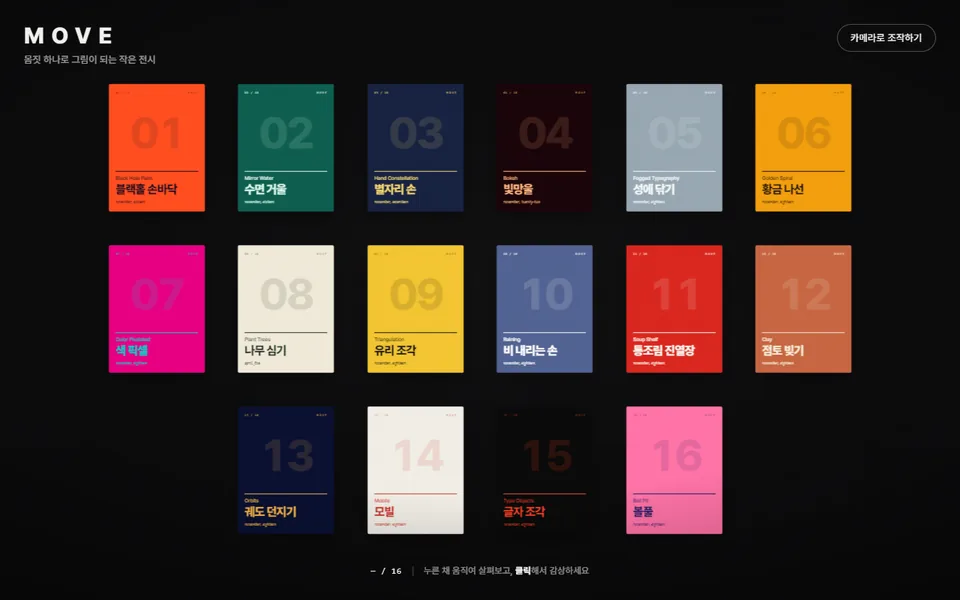 MOVE
몸짓 하나로 그림이 되는 작은 전시
카메라로 조작하기
01
Black Hole Palm
블랙홀 손바닥
02
Mirror Water
수면 거울
03
Hand Constellation
별자리 손
04
Bokeh
빛망울
05
Fogged Typography
성에 닦기
06
Golden Spiral
황금 나선
07
Color Pixelated
색 픽셀
08
Plant Trees
나무 심기
09
Triangulation
유리 조각
10
Raining
비 내리는 손
11
Soup Shelf
통조림 진열장
12
Clay
점토 빚기
13
Orbits
궤도 던지기
14
Mobile
모빌
15
Type Objects
글자 조각
16
Ball Pit
볼풀
– / 16
누른 채 움직여 살펴보고, 클릭해서 감상하세요